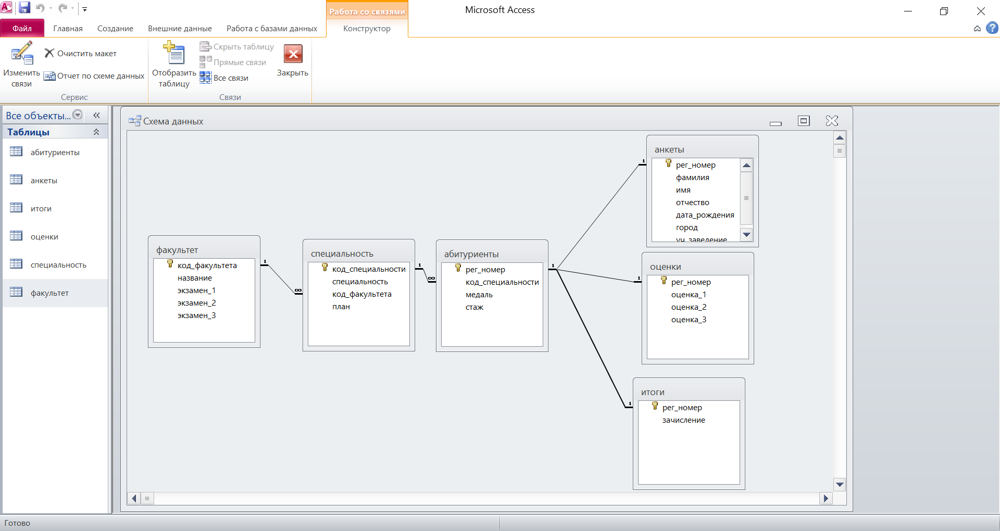 Работа со связями
Microsoft Access
Файл
Главная
Создание
Внешние данные
Работа с базами данных
Конструктор
Изменить связи
Очистить макет
Отчет по схеме данных
Сервис
Отобразить таблицу
Скрыть таблицу
Прямые связи
Все связи
Закрыть
Связи
Все объекты...
Таблицы
абитуриенты
анкеты
итоги
оценки
специальность
факультет
Схема данных
факультет
код_факультета
название
экзамен_1
экзамен_2
экзамен_3
1
∞
специальность
код_специальности
специальность
код_факультета
план
1
∞
абитуриенты
рег_номер
код_специальности
медаль
стаж
1
1
анкеты
рег_номер
фамилия
имя
отчество
дата_рождения
город
уч_заведение
1
оценки
рег_номер
оценка_1
оценка_2
оценка_3
1
итоги
рег_номер
зачисление
Готово